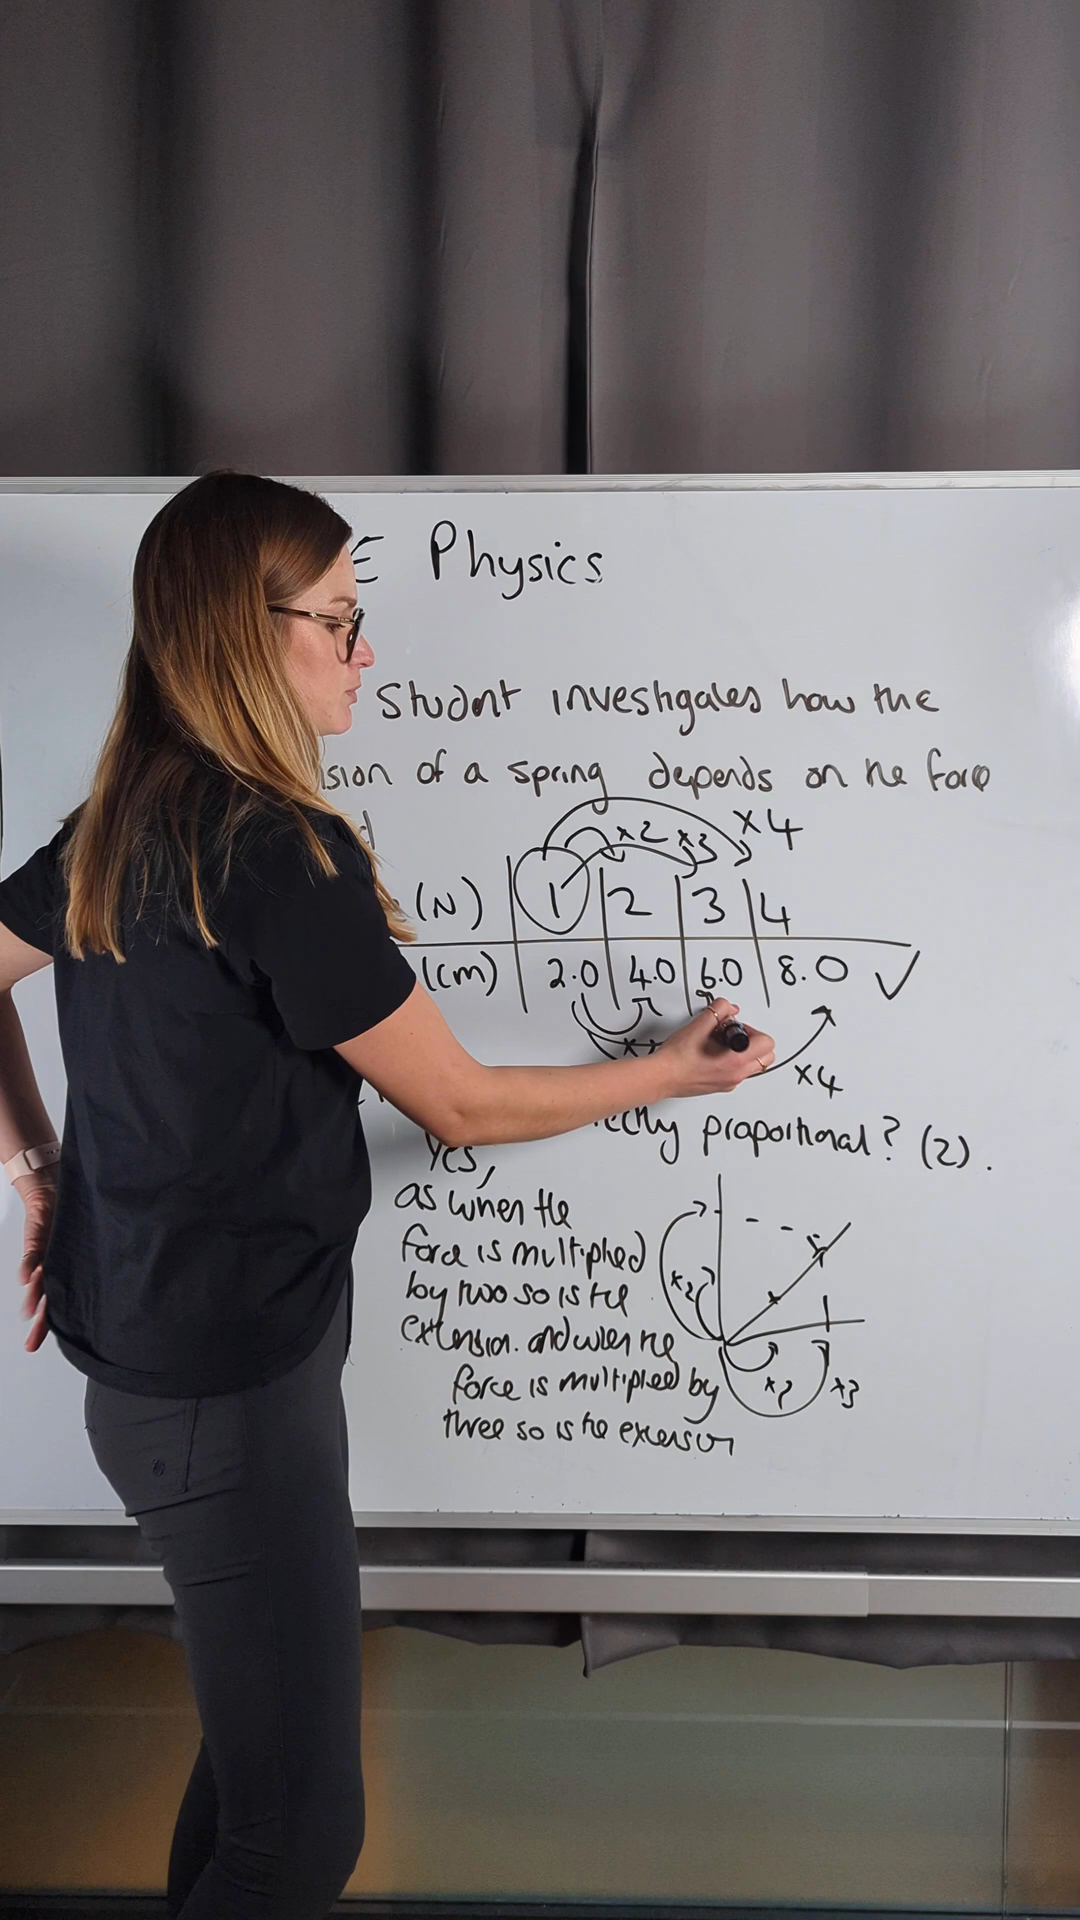 E Physics
Student investigates how the
sion of a spring depends on the force
d
x2 x3 x4
(N) 1 2 3 4
(cm) 2.0 4.0 6.0 8.0 ✓
x4
ectly proportional? (2).
Yes,
as when the
force is multiplied
by two so is the
extension. and when the
force is multiplied by
three so is the extension
x2
x2 x3